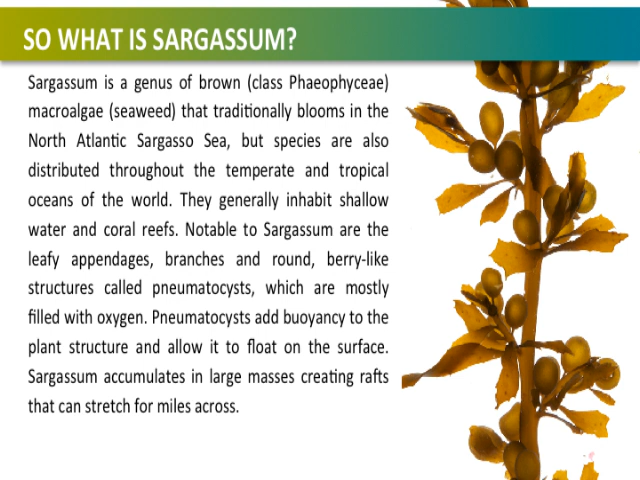 SO WHAT IS SARGASSUM?
Sargassum is a genus of brown (class Phaeophyceae)
macroalgae (seaweed) that traditionally blooms in the
North Atlantic Sargasso Sea, but species are also
distributed throughout the temperate and tropical
oceans of the world. They generally inhabit shallow
water and coral reefs. Notable to Sargassum are the
leafy appendages, branches and round, berry-like
structures called pneumatocysts, which are mostly
filled with oxygen. Pneumatocysts add buoyancy to the
plant structure and allow it to float on the surface.
Sargassum accumulates in large masses creating rafts
that can stretch for miles across.